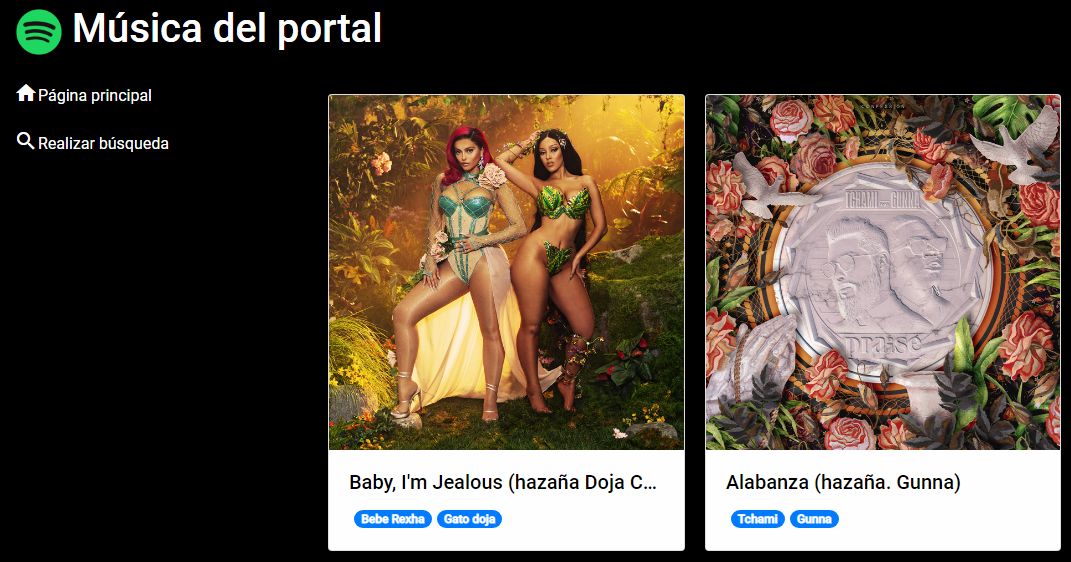 Música del portal
Página principal
Realizar búsqueda
CONFESSION
TCHAMI GUNNA
praise
Baby, I'm Jealous (hazaña Doja C...
Bebe Rexha Gato doja
Alabanza (hazaña. Gunna)
Tchami Gunna